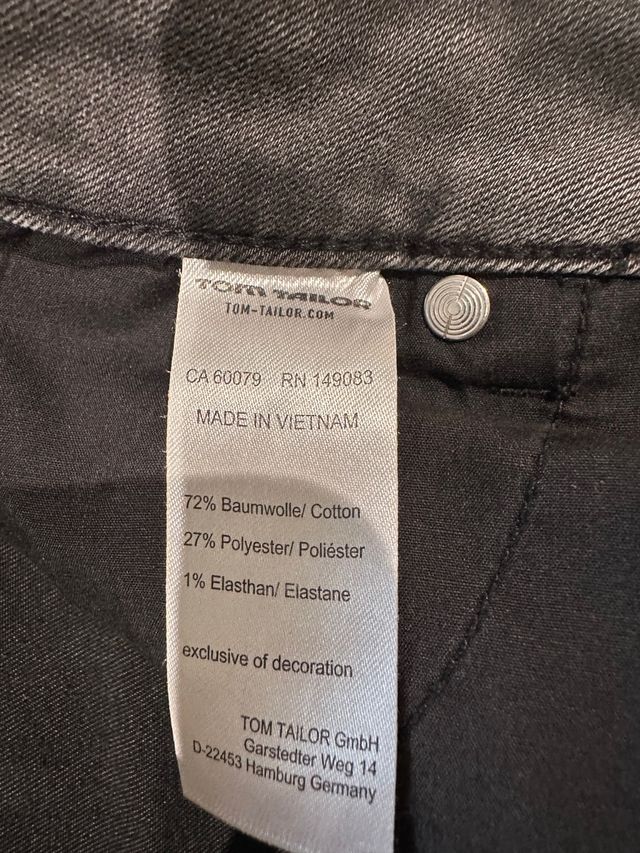 TOM TAILOR
TOM-TAILOR.COM
CA 60079 RN 149083
MADE IN VIETNAM
72% Baumwolle/ Cotton
27% Polyester/ Poliéster
1% Elasthan/ Elastane
exclusive of decoration
TOM TAILOR GmbH
Garstedter Weg 14
D-22453 Hamburg Germany